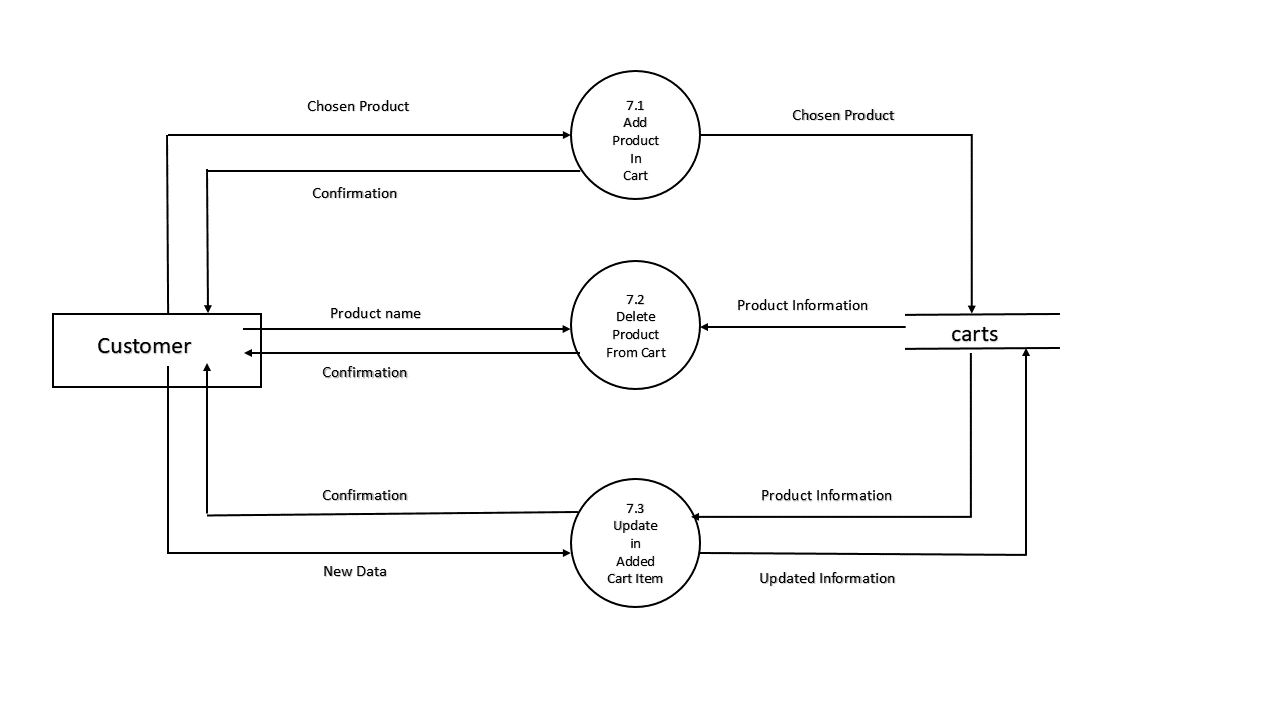 Chosen Product
7.1
Add
Product
In
Cart
Chosen Product
Confirmation
Customer
Product name
7.2
Delete
Product
From Cart
Product Information
carts
Confirmation
Confirmation
7.3
Update
in
Added
Cart Item
Product Information
New Data
Updated Information